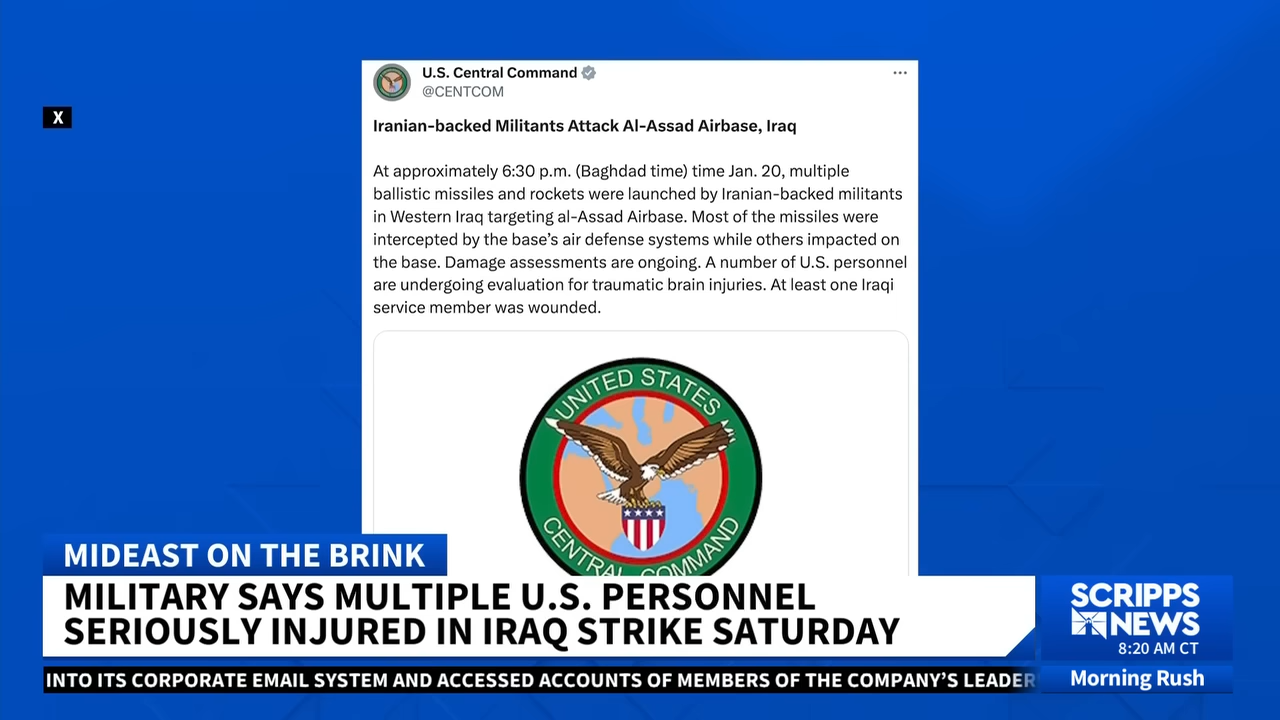 U.S. Central Command
@CENTCOM
X
Iranian-backed Militants Attack Al-Assad Airbase, Iraq
At approximately 6:30 p.m. (Baghdad time) time Jan. 20, multiple
ballistic missiles and rockets were launched by Iranian-backed militants
in Western Iraq targeting al-Assad Airbase. Most of the missiles were
intercepted by the base's air defense systems while others impacted on
the base. Damage assessments are ongoing. A number of U.S. personnel
are undergoing evaluation for traumatic brain injuries. At least one Iraqi
service member was wounded.
UNITED STATES
CENTRAL COMMAND
MIDEAST ON THE BRINK
MILITARY SAYS MULTIPLE U.S. PERSONNEL
SERIOUSLY INJURED IN IRAQ STRIKE SATURDAY
SCRIPPS
NEWS
8:20 AM CT
INTO ITS CORPORATE EMAIL SYSTEM AND ACCESSED ACCOUNTS OF MEMBERS OF THE COMPANY'S LEADER
Morning Rush